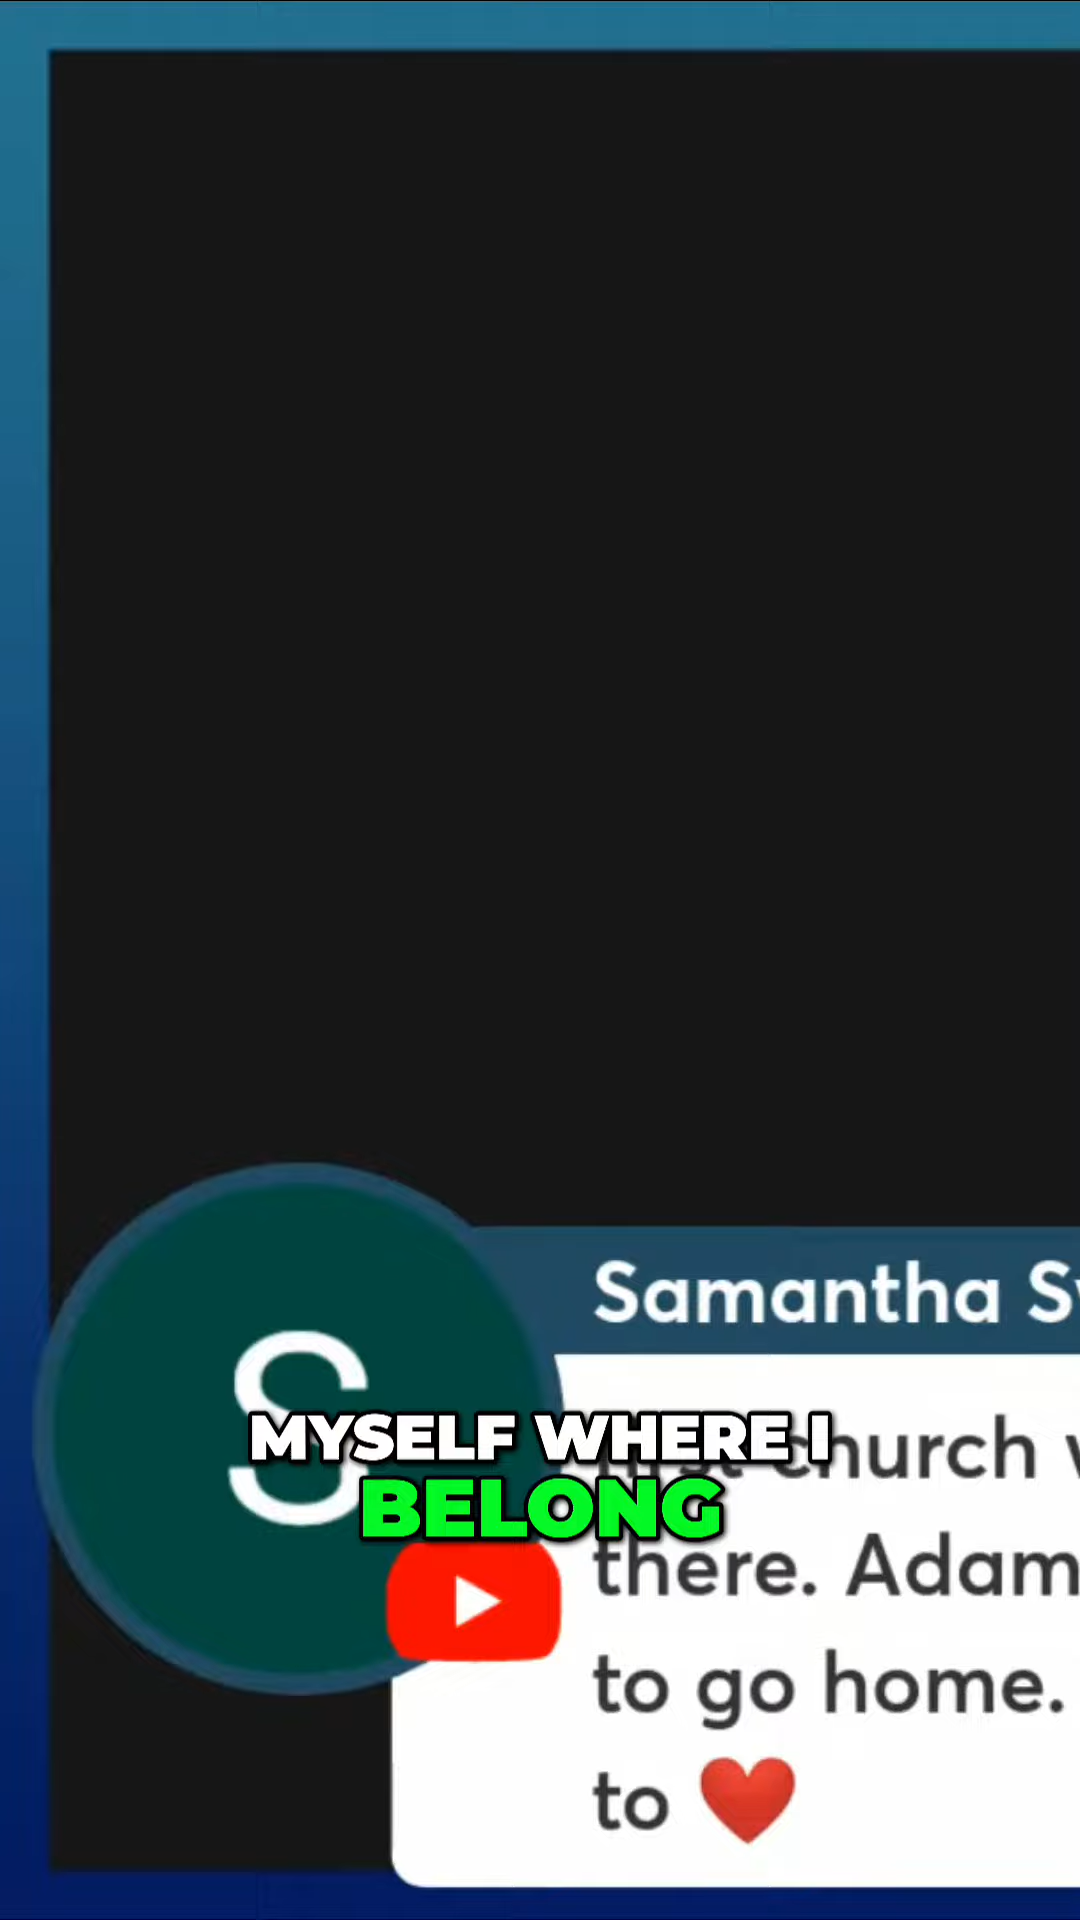 Samantha
S
MYSELF WHERE I
BELONG
church
there. Adam
to go home.
to ❤️